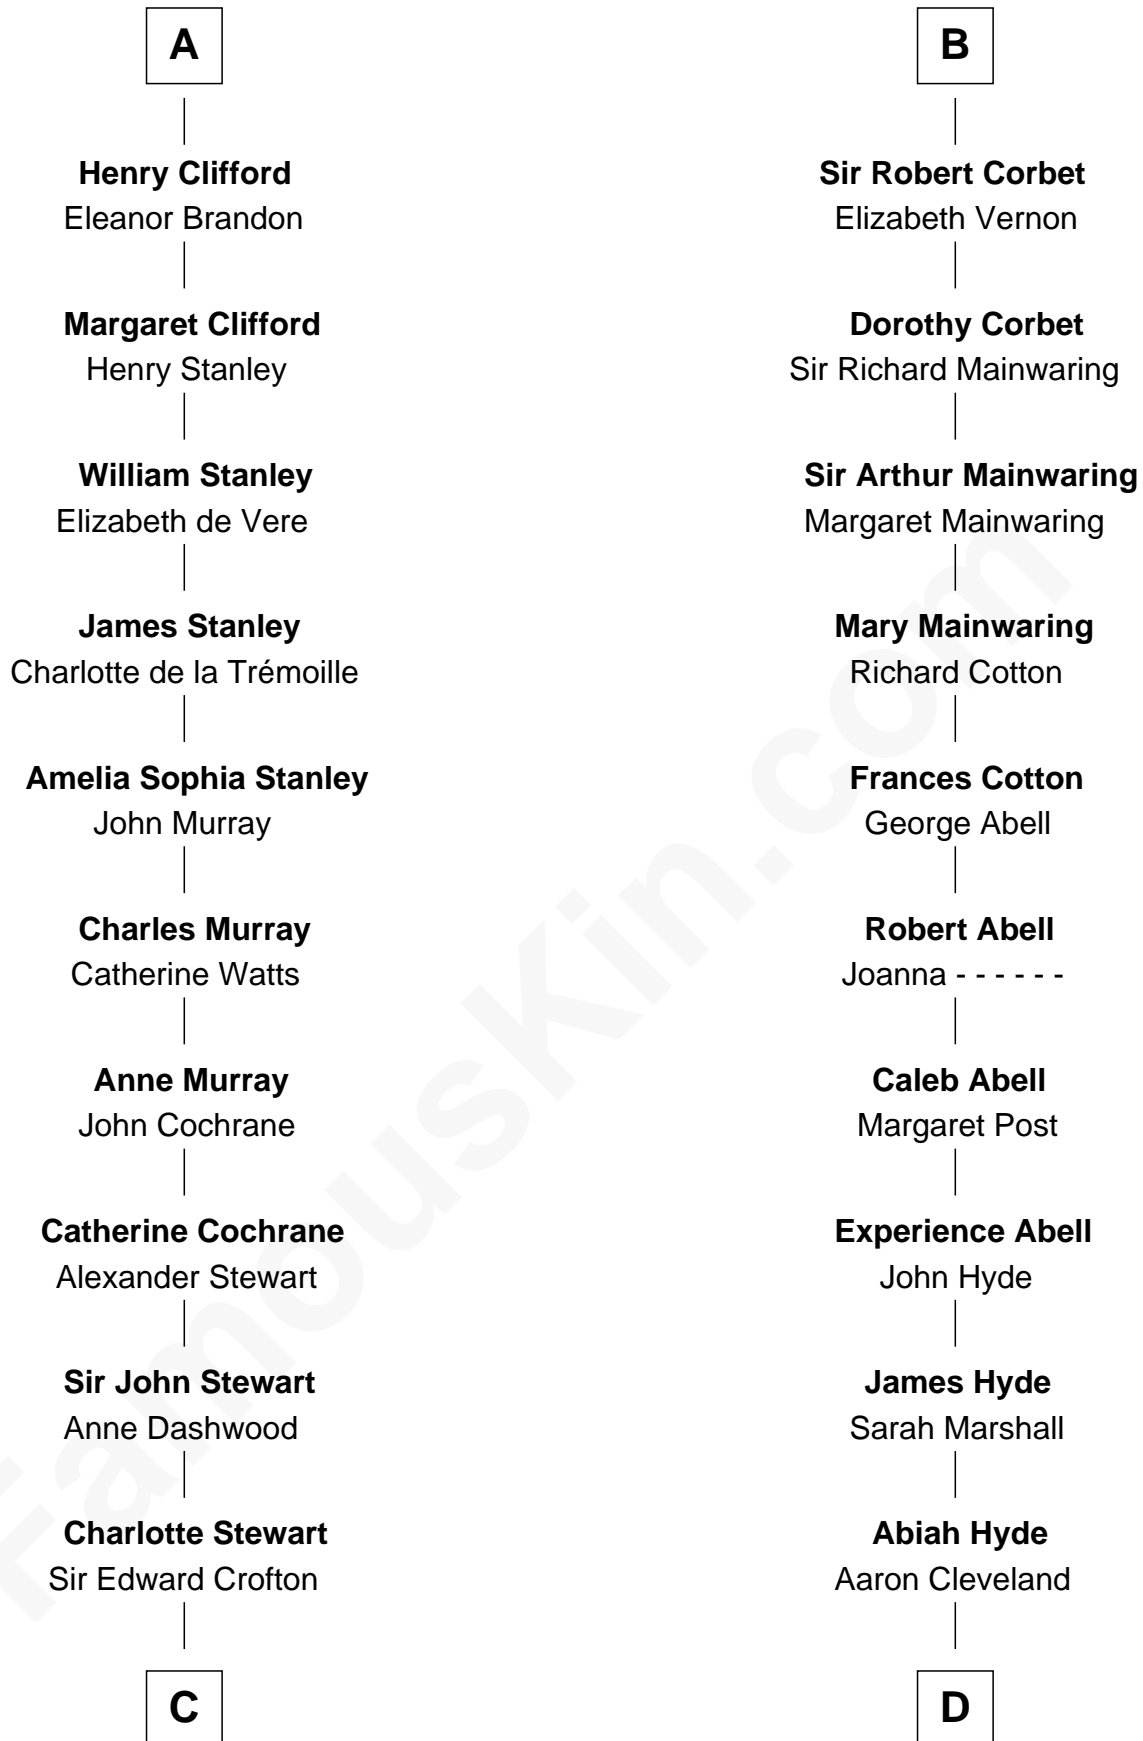 A
Henry Clifford
Eleanor Brandon
Margaret Clifford
Henry Stanley
William Stanley
Elizabeth de Vere
James Stanley
Charlotte de la Trémoille
Amelia Sophia Stanley
John Murray
Charles Murray
Catherine Watts
Anne Murray
John Cochrane
Catherine Cochrane
Alexander Stewart
Sir John Stewart
Anne Dashwood
Charlotte Stewart
Sir Edward Crofton
C
B
Sir Robert Corbet
Elizabeth Vernon
Dorothy Corbet
Sir Richard Mainwaring
Sir Arthur Mainwaring
Margaret Mainwaring
Mary Mainwaring
Richard Cotton
Frances Cotton
George Abell
Robert Abell
Joanna - - - - - -
Caleb Abell
Margaret Post
Experience Abell
John Hyde
James Hyde
Sarah Marshall
Abiah Hyde
Aaron Cleveland
D
FamousKin.com